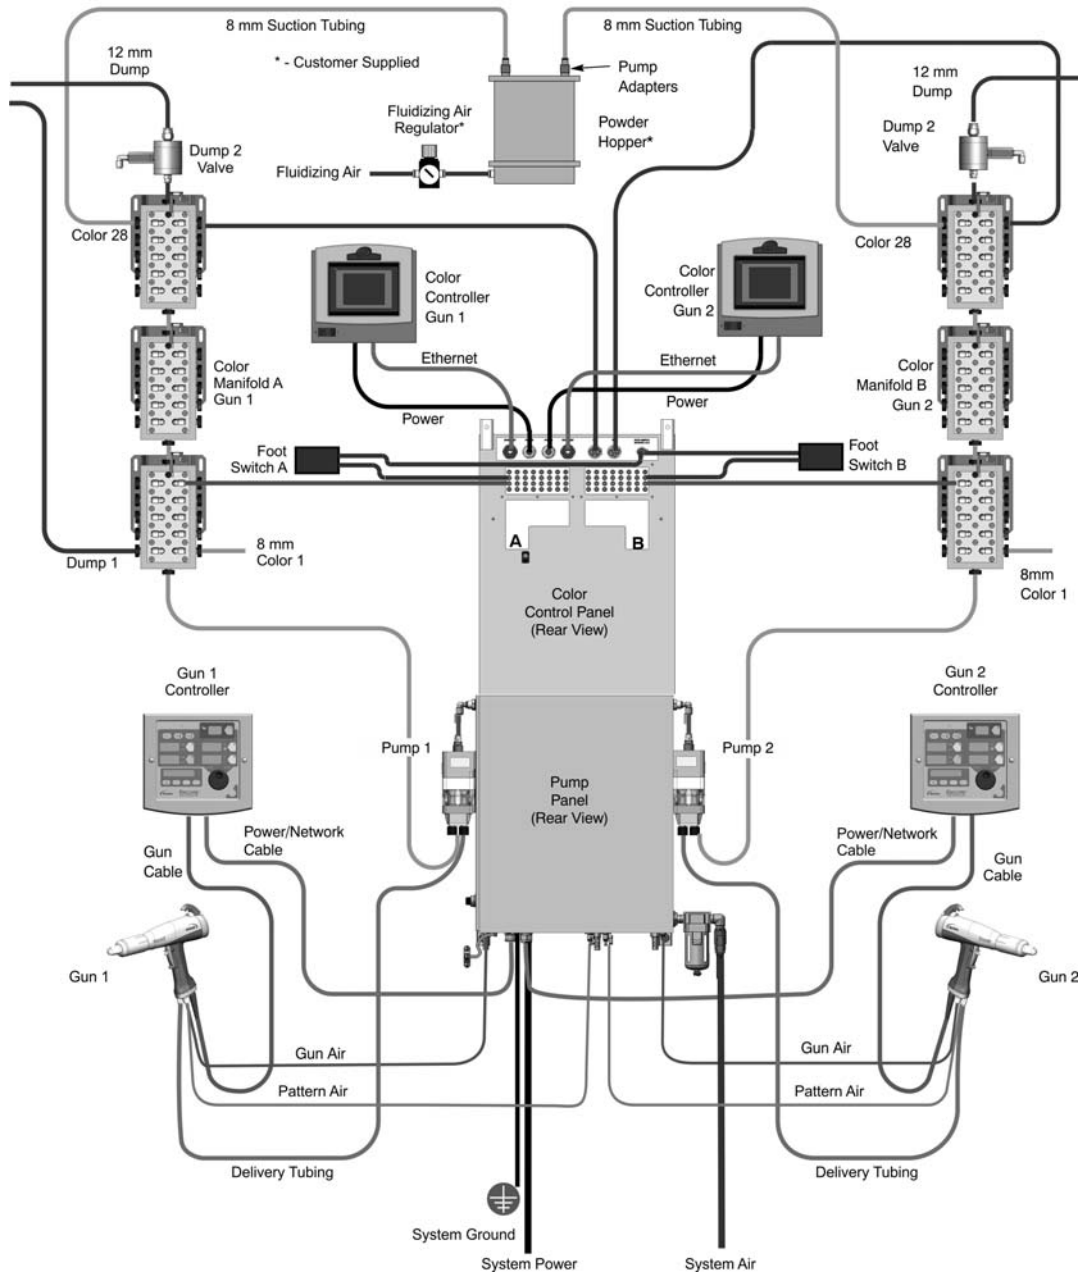 8 mm Suction Tubing
8 mm Suction Tubing
12 mm
Dump
* - Customer Supplied
Pump
Adapters
12 mm
Dump
Fluidizing Air
Regulator*
Powder
Hopper*
Dump 2
Valve
Dump 2
Valve
Fluidizing Air
Color 28
Color 28
Color
Controller
Gun 1
Color
Controller
Gun 2
Ethernet
Ethernet
Color
Manifold A
Gun 1
Color
Manifold B
Gun 2
Power
Power
Foot
Switch A
Foot
Switch B
A
B
8 mm
Color 1
Dump 1
8mm
Color 1
Color
Control Panel
(Rear View)
Gun 1
Controller
Gun 2
Controller
Pump 1
Pump 2
Pump
Panel
(Rear View)
Power/Network
Cable
Power/Network
Cable
Gun
Cable
Gun
Cable
Gun 1
Gun 2
Gun Air
Gun Air
Pattern Air
Pattern Air
Delivery Tubing
Delivery Tubing
System Ground
System Power
System Air